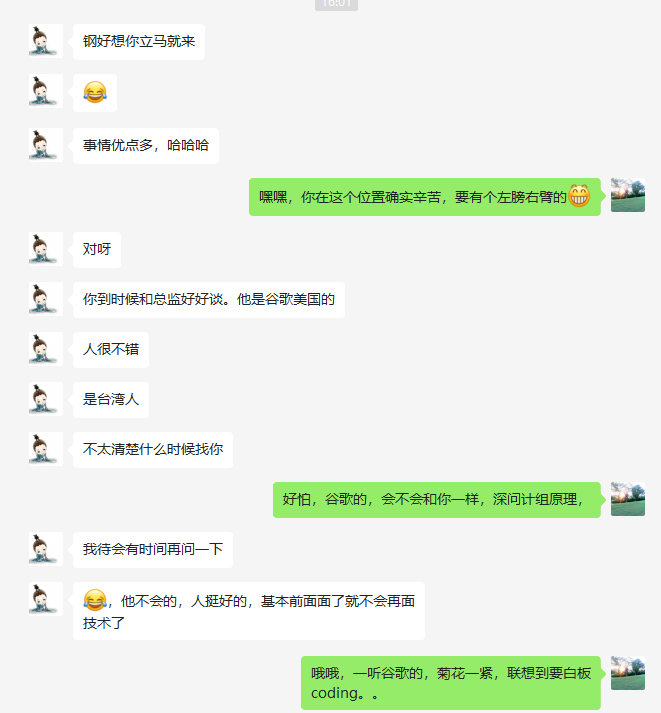 16:01
钢好想你立马就来
😂
事情优点多，哈哈哈
嘿嘿，你在这个位置确实辛苦，要有个左膀右臂的😁
对呀
你到时候和总监好好谈。他是谷歌美国的
人很不错
是台湾人
不太清楚什么时候找你
好怕，谷歌的，会不会和你一样，深问计组原理，
我待会有时间再问一下
😂，他不会的，人挺好的，基本前面面了就不会再面
技术了
哦哦，一听谷歌的，菊花一紧，联想到要白板
coding。。